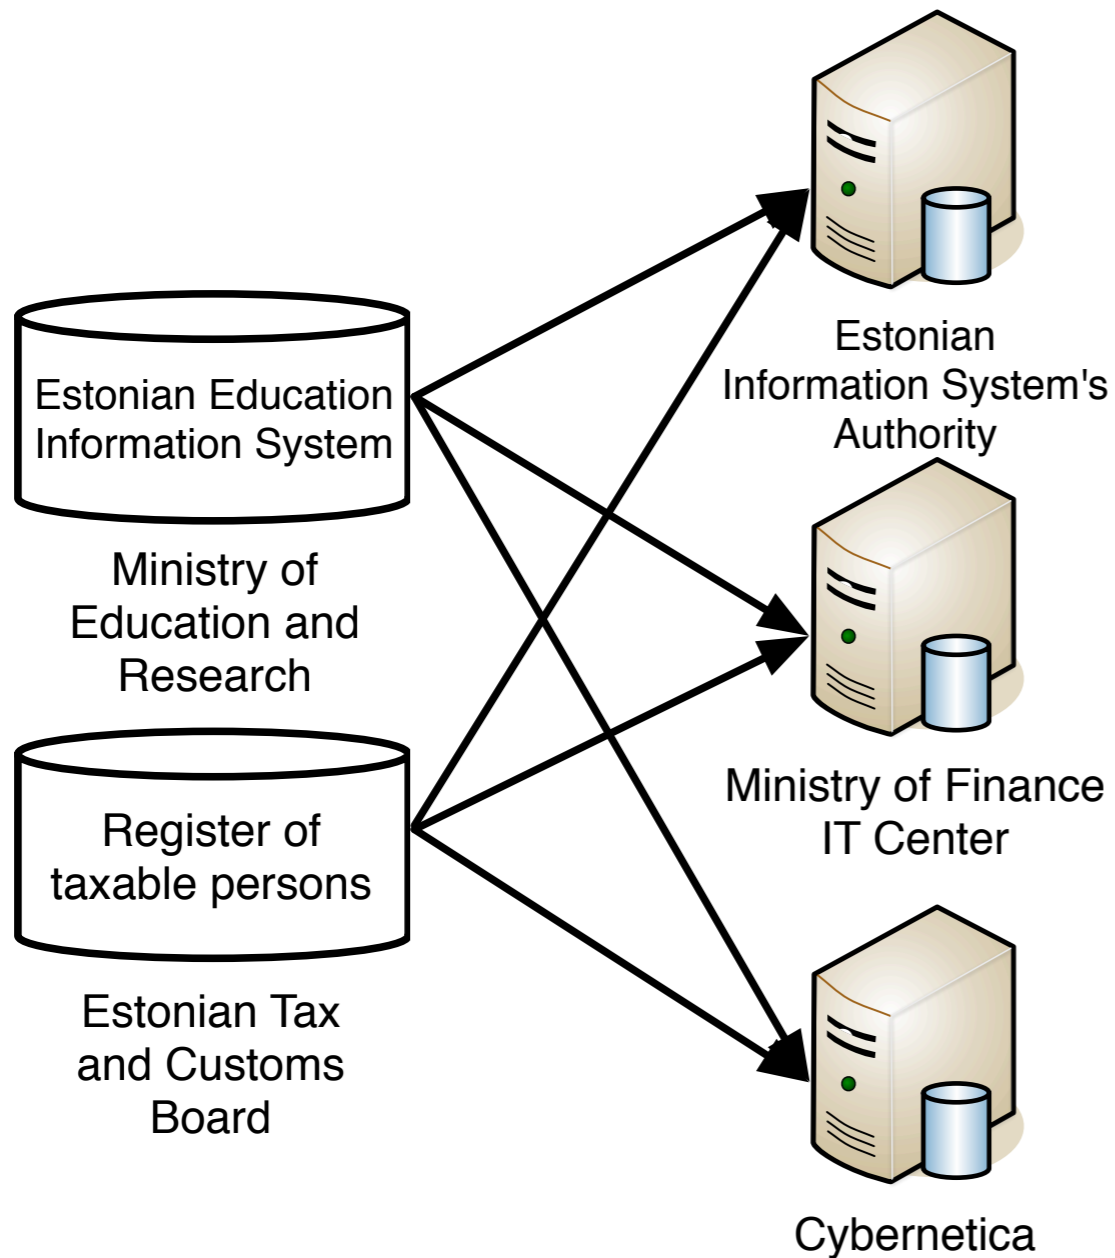 Estonian Education
Information System
Ministry of
Education and
Research
Register of
taxable persons
Estonian Tax
and Customs
Board
Estonian
Information System's
Authority
Ministry of Finance
IT Center
Cybernetica